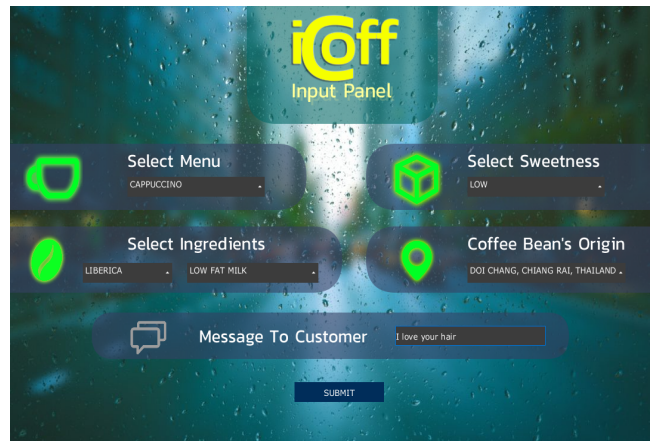 iCoff
Input Panel
Select Menu
CAPPUCCINO
Select Sweetness
LOW
Select Ingredients
LIBERICA
LOW FAT MILK
Coffee Bean's Origin
DOI CHANG, CHIANG RAI, THAILAND
Message To Customer
I love your hair
SUBMIT